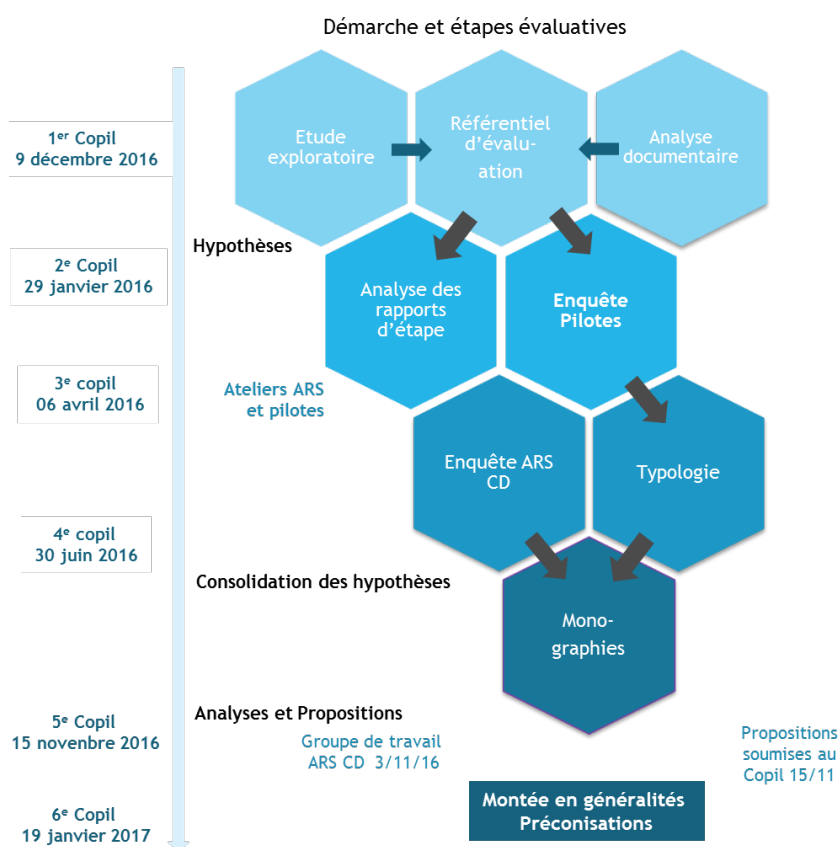 Démarche et étapes évaluatives
1er Copil
9 décembre 2016
Etude
exploratoire
Référentiel
d'évalu-
ation
Analyse
documentaire
Hypothèses
2e Copil
29 janvier 2016
Analyse des
rapports
d'étape
Enquête
Pilotes
3e copil
06 avril 2016
Ateliers ARS
et pilotes
Enquête ARS
CD
Typologie
4e copil
30 juin 2016
Consolidation des hypothèses
Mono-
graphies
Analyses et Propositions
5e Copil
15 novenbre 2016
Groupe de travail
ARS CD 3/11/16
Propositions
soumises au
Copil 15/11
Montée en généralités
Préconisations
6e Copil
19 janvier 2017